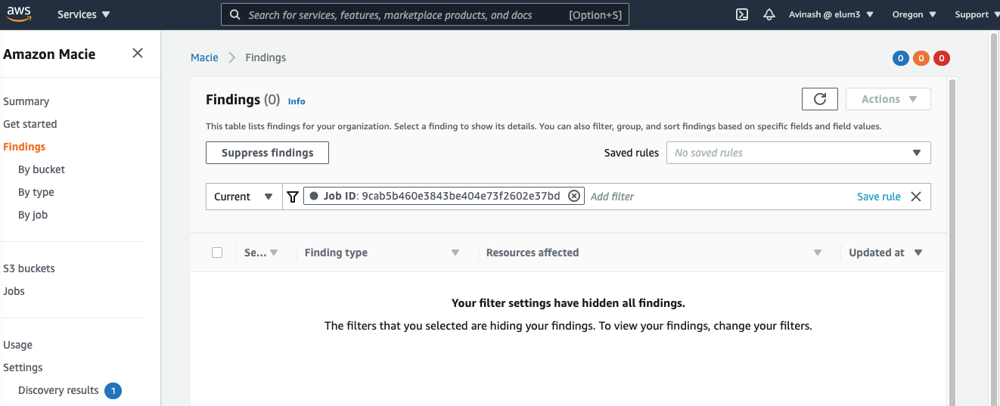 aws Services Search for services, features, marketplace products, and docs [Option+S] Avinash @ elum3 Oregon Support
Amazon Macie
Summary
Get started
Findings
By bucket
By type
By job
S3 buckets
Jobs
Usage
Settings
Discovery results 1
Macie > Findings 0 0 0
Findings (0) Info Actions
This table lists findings for your organization. Select a finding to show its details. You can also filter, group, and sort findings based on specific fields and field values.
Suppress findings Saved rules No saved rules
Current Job ID: 9cab5b460e3843be404e73f2602e37bd Add filter Save rule
Se... Finding type Resources affected Updated at
Your filter settings have hidden all findings.
The filters that you selected are hiding your findings. To view your findings, change your filters.